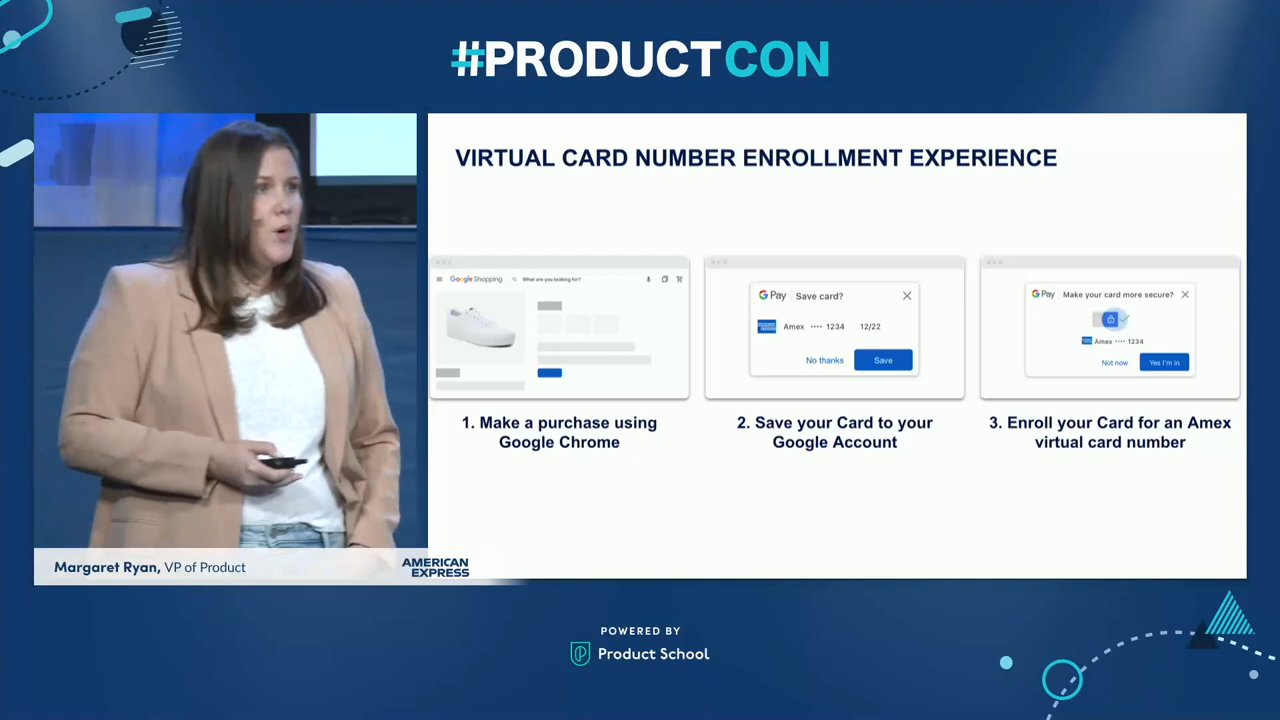 #PRODUCTCON
VIRTUAL CARD NUMBER ENROLLMENT EXPERIENCE
Google Shopping
What are you looking for?
1. Make a purchase using
Google Chrome
G Pay Save card?
Amex •••• 1234 12/22
No thanks Save
2. Save your Card to your
Google Account
G Pay Make your card more secure?
Amex •••• 1234
Not now Yes I'm in
3. Enroll your Card for an Amex
virtual card number
Margaret Ryan, VP of Product
AMERICAN
EXPRESS
POWERED BY
Product School